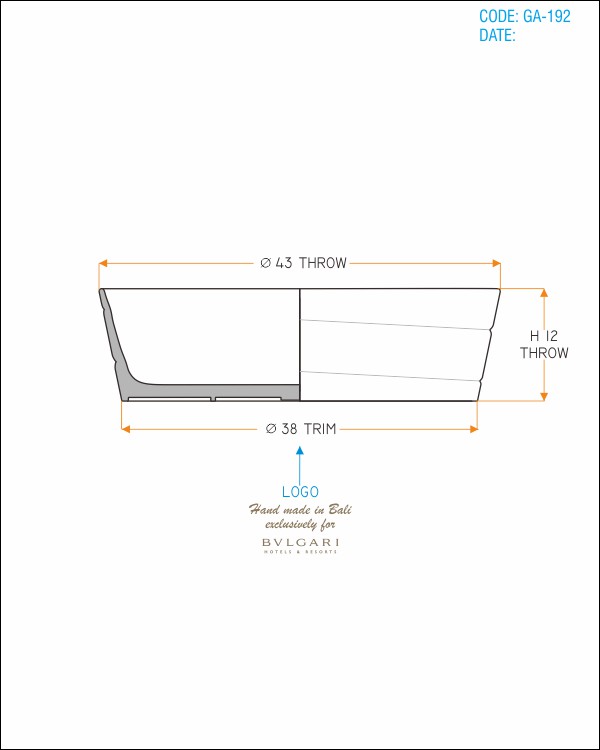 CODE: GA-192
DATE:
Ø 43 THROW
H 12
THROW
Ø 38 TRIM
LOGO
Hand made in Bali
exclusively for
BVLGARI
HOTELS & RESORTS